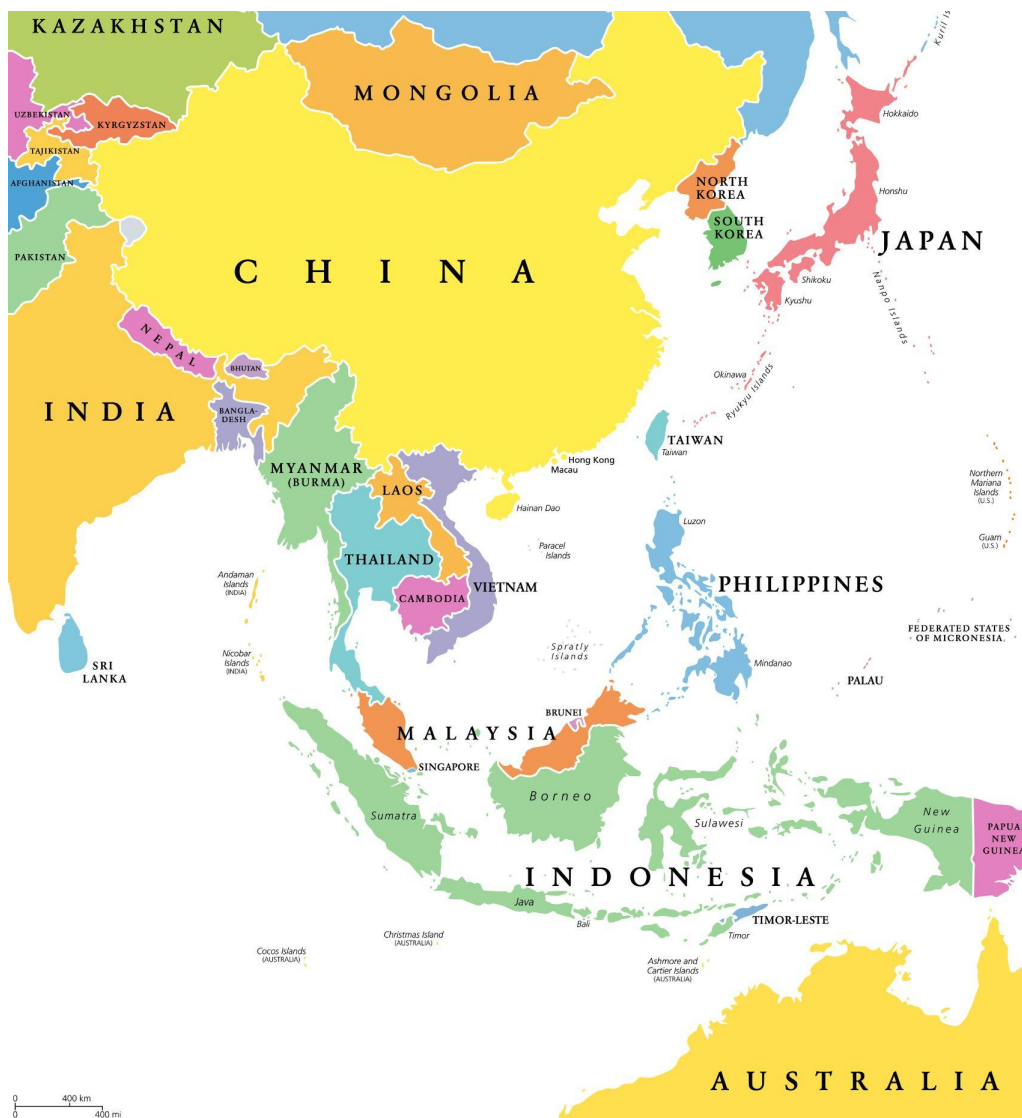 KAZAKHSTAN
Kuril Is
MONGOLIA
UZBEKISTAN
KYRGYZSTAN
Hokkaido
TAJIKISTAN
AFGHANISTAN
NORTH
KOREA
Honshu
SOUTH
KOREA
JAPAN
PAKISTAN
CHINA
Shikoku
Kyushu
Nanpo Islands
NEPAL
BHUTAN
Okinawa
Ryukyu Islands
INDIA
BANGLA-
DESH
TAIWAN
Taiwan
Hong Kong
Macau
MYANMAR
(BURMA)
LAOS
Northern
Mariana
Islands
(U.S.)
Hainan Dao
Luzon
Guam
(U.S.)
Paracel
Islands
THAILAND
VIETNAM
PHILIPPINES
Andaman
Islands
(INDIA)
CAMBODIA
FEDERATED STATES
OF MICRONESIA
Spratly
Islands
Nicobar
Islands
(INDIA)
SRI
LANKA
Mindanao
PALAU
BRUNEI
MALAYSIA
SINGAPORE
Borneo
Sumatra
Sulawesi
New
Guinea
PAPUA
NEW
GUINEA
INDONESIA
Java
Bali
TIMOR-LESTE
Timor
Christmas Island
(AUSTRALIA)
Cocos Islands
(AUSTRALIA)
Ashmore and
Cartier Islands
(AUSTRALIA)
AUSTRALIA
0 400 km
0 400 mi